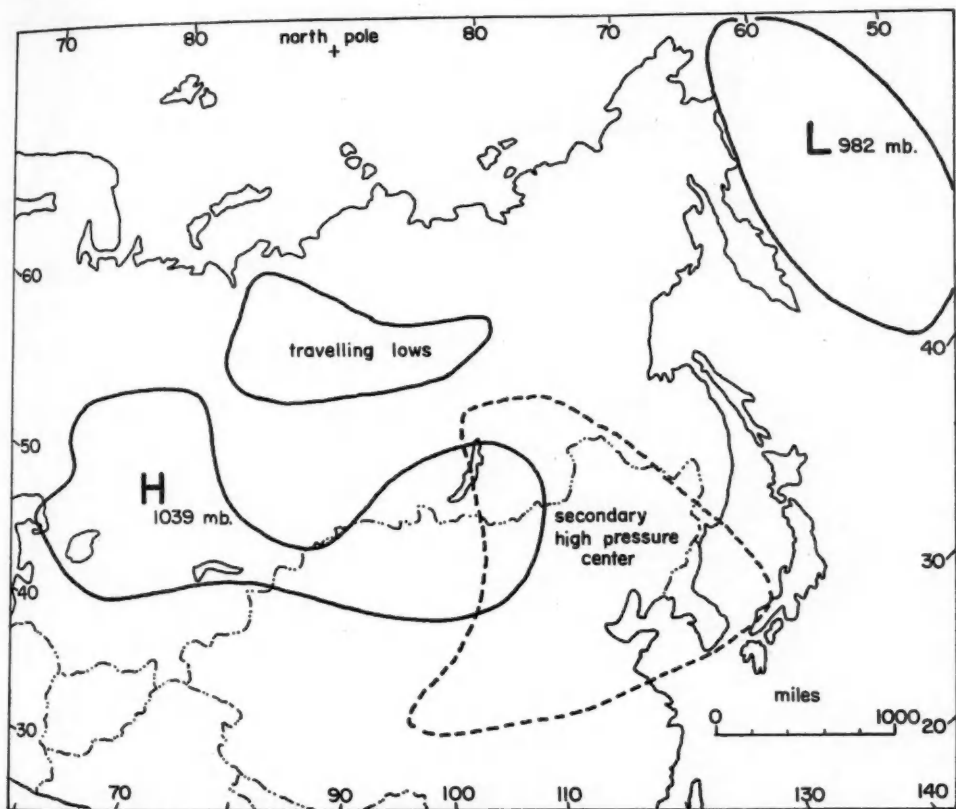 70 80 north pole 80 70 60 50
L 982 mb.
60
travelling lows
40
50
H
1039 mb.
secondary
high pressure
center
30
40
miles
0 1000
30
20
70 90 100 110 130 140